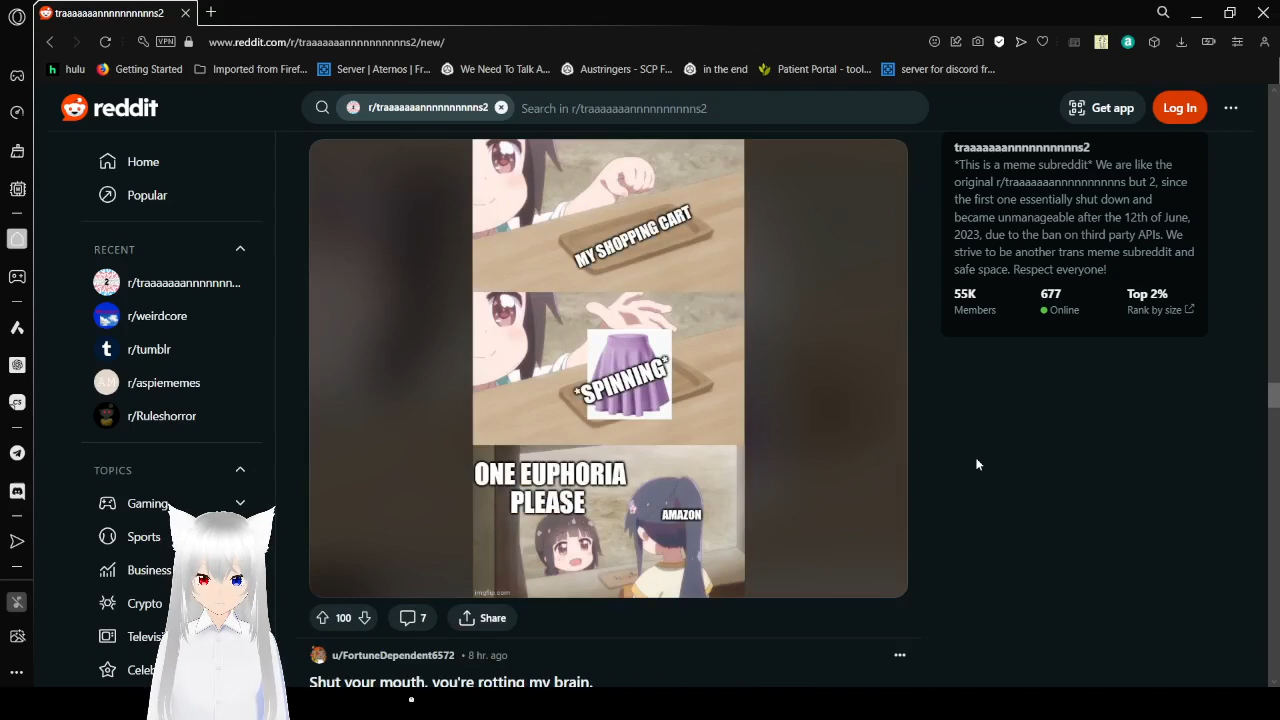 traaaaaaannnnnnnnnns2
VPN
www.reddit.com/r/traaaaaaannnnnnnnnns2/new/
hulu
Getting Started
Imported from Firef...
Server | Aternos | Fr...
We Need To Talk A...
Austringers - SCP F...
in the end
Patient Portal - tool...
server for discord fr...
reddit
r/traaaaaaannnnnnnnnns2
Search in r/traaaaaaannnnnnnnnns2
Get app
Log In
Home
Popular
RECENT
r/traaaaaaannnnnn...
r/weirdcore
r/tumblr
r/aspiememes
r/Ruleshorror
TOPICS
Gaming
Sports
Business
Crypto
Televisi
Celeb
MY SHOPPING CART
*SPINNING*
ONE EUPHORIA
PLEASE
AMAZON
imgflip.com
100
7
Share
u/FortuneDependent6572 • 8 hr. ago
Shut your mouth, you're rotting my brain.
traaaaaaannnnnnnnnns2
*This is a meme subreddit* We are like the
original r/traaaaaaannnnnnnnnns but 2, since
the first one essentially shut down and
became unmanageable after the 12th of June,
2023, due to the ban on third party APIs. We
strive to be another trans meme subreddit and
safe space. Respect everyone!
55K
677
Top 2%
Members
Online
Rank by size